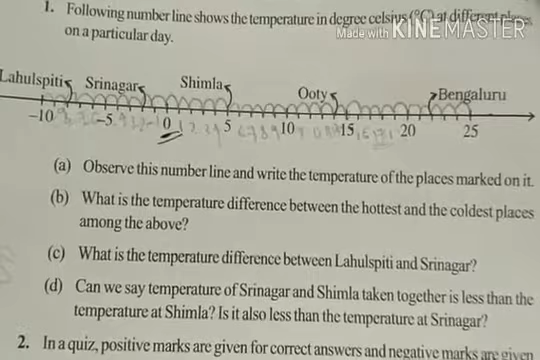 1. Following number line shows the temperature in degree celsius (°C) at different places
on a particular day.
Made with KINEMASTER
Lahulspiti Srinagar Shimla Ooty Bengaluru
–10 –5 0 5 10 15 20 25
(a) Observe this number line and write the temperature of the places marked on it.
(b) What is the temperature difference between the hottest and the coldest places
among the above?
(c) What is the temperature difference between Lahulspiti and Srinagar?
(d) Can we say temperature of Srinagar and Shimla taken together is less than the
temperature at Shimla? Is it also less than the temperature at Srinagar?
2. In a quiz, positive marks are given for correct answers and negative marks are given